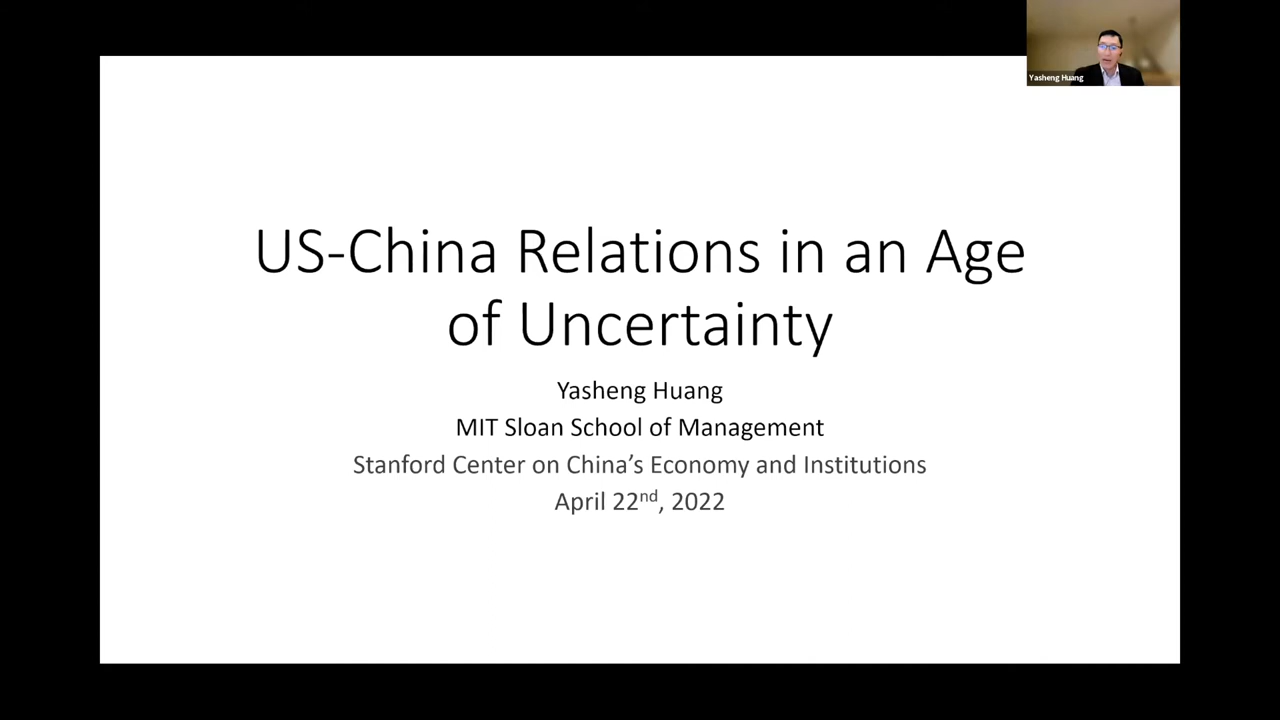 Yasheng Huang
US-China Relations in an Age
of Uncertainty
Yasheng Huang
MIT Sloan School of Management
Stanford Center on China’s Economy and Institutions
April 22nd, 2022